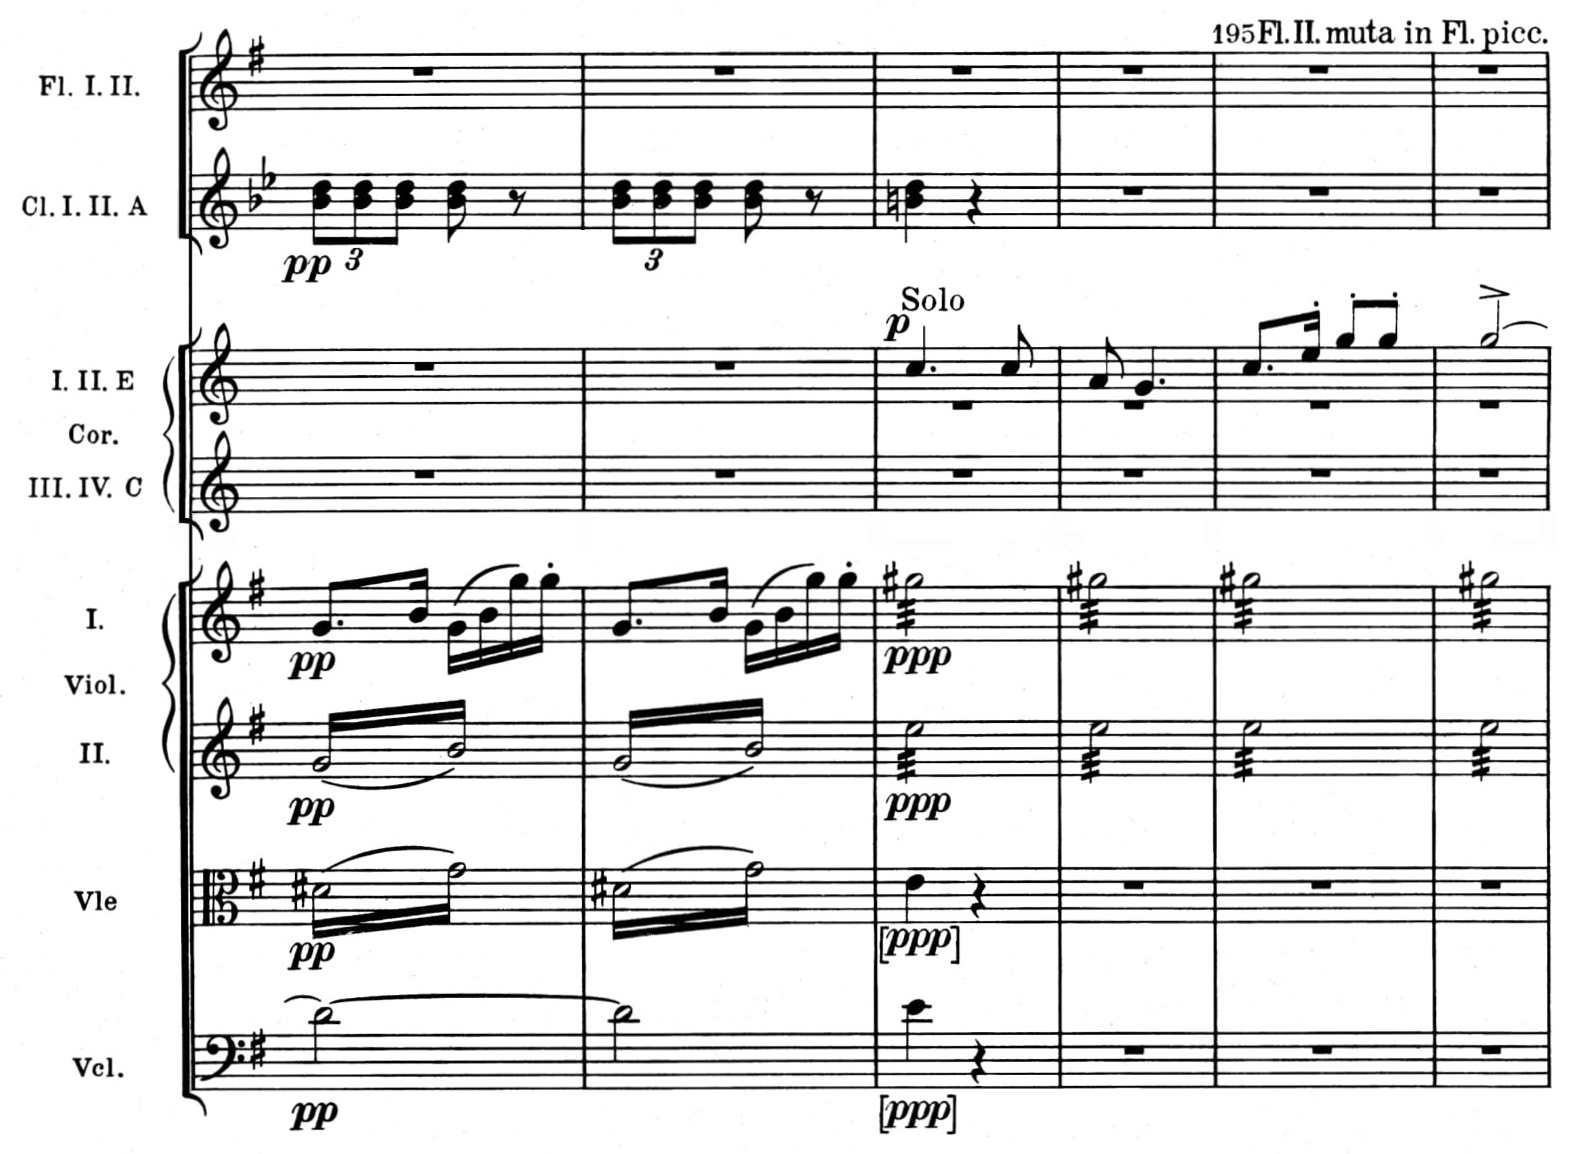 195 Fl. II. muta in Fl. picc.
Fl. I. II.
Cl. I. II. A
pp 3 3
Solo
p
I. II. E
Cor.
III. IV. C
I.
pp ppp
Viol.
II.
pp ppp
Vle
pp [ppp]
Vcl.
pp [ppp]